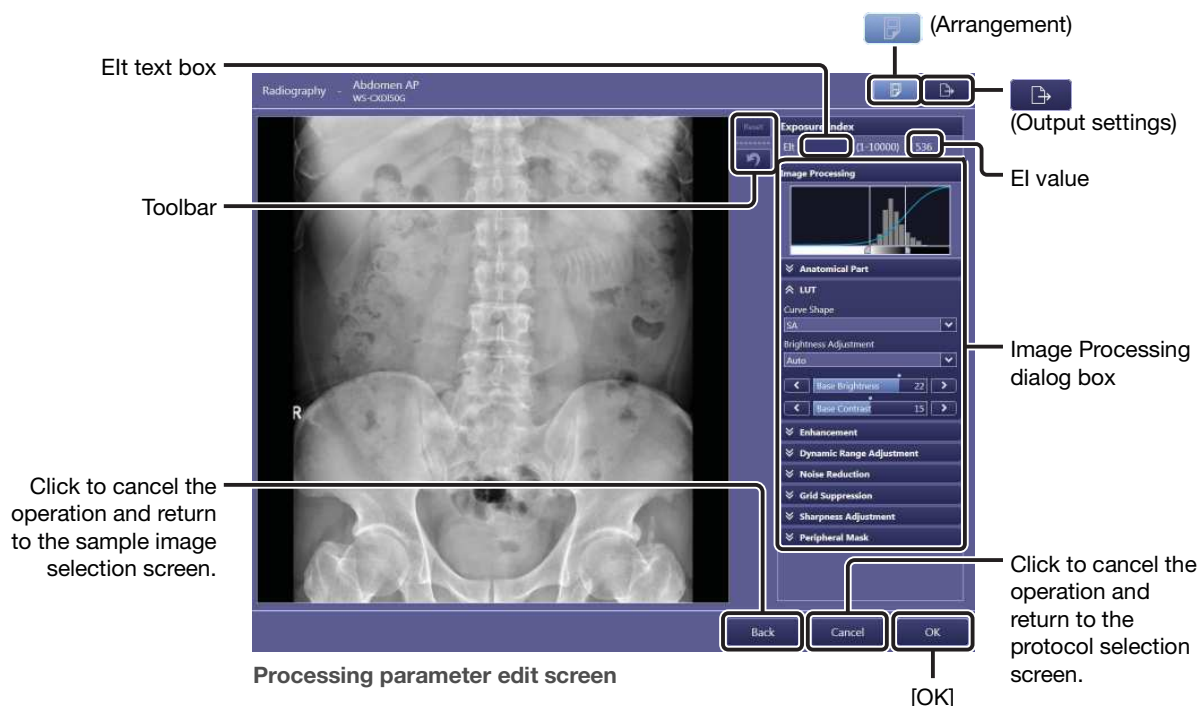 (Arrangement)
EIt text box
Radiography - Abdomen AP
WS-CXDI50G
(Output settings)
Reset
Exposure Index
EIt (1-10000) 536
EI value
Image Processing
Toolbar
Anatomical Part
LUT
Curve Shape
SA
Brightness Adjustment
Auto
Image Processing
dialog box
Base Brightness 22
Base Contrast 15
R
Enhancement
Dynamic Range Adjustment
Noise Reduction
Grid Suppression
Sharpness Adjustment
Peripheral Mask
Click to cancel the
operation and return
to the sample image
selection screen.
Click to cancel the
operation and
return to the
protocol selection
screen.
Back Cancel OK
Processing parameter edit screen
[OK]